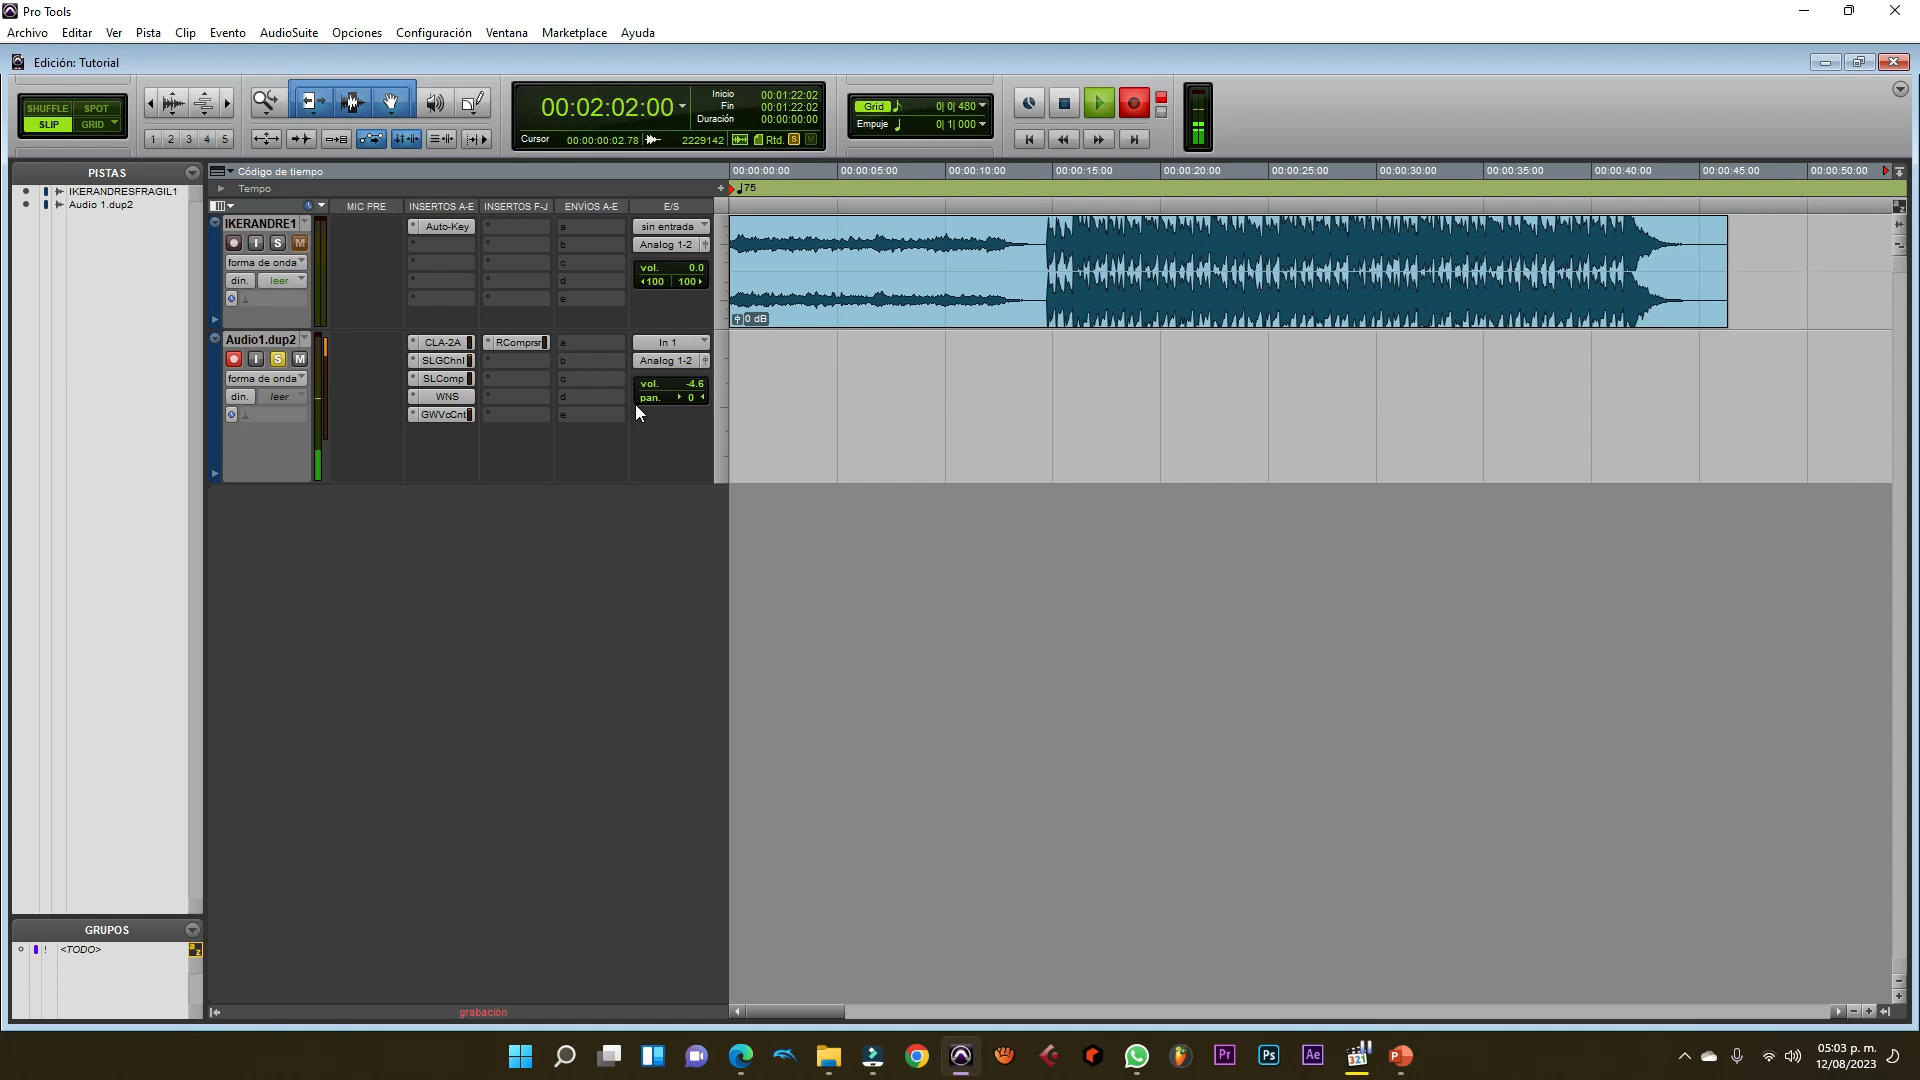 Pro Tools
Archivo Editar Ver Pista Clip Evento AudioSuite Opciones Configuración Ventana Marketplace Ayuda
Edición: Tutorial
SHUFFLE SPOT
SLIP GRID
1 2 3 4 5
00:02:02:00
Inicio 00:01:22:02
Fin 00:01:22:02
Duración 00:00:00:00
Cursor 00:00:00:02.78 2229142 Rtd. S M
Grid 0| 0| 480
Empuje 0| 1| 000
PISTAS
IKERANDRESFRAGIL1
Audio 1.dup2
Código de tiempo
Tempo
00:00:00:00 00:00:05:00 00:00:10:00 00:00:15:00 00:00:20:00 00:00:25:00 00:00:30:00 00:00:35:00 00:00:40:00 00:00:45:00 00:00:50:00
75
MIC PRE INSERTOS A-E INSERTOS F-J ENVÍOS A-E E/S
IKERANDRE1
I S M
forma de onda
din. leer
Auto-Key
a
b
c
d
e
sin entrada
Analog 1-2
vol. 0.0
100 100
0 dB
Audio1.dup2
I S M
forma de onda
din. leer
CLA-2A
SLGChnl
SLComp
WNS
GWVcCnt
RComprsr
a
b
c
d
e
In 1
Analog 1-2
vol. -4.6
pan. 0
GRUPOS
! <TODO>
a z
grabación
Pr Ps Ae 321 P
05:03 p. m.
12/08/2023